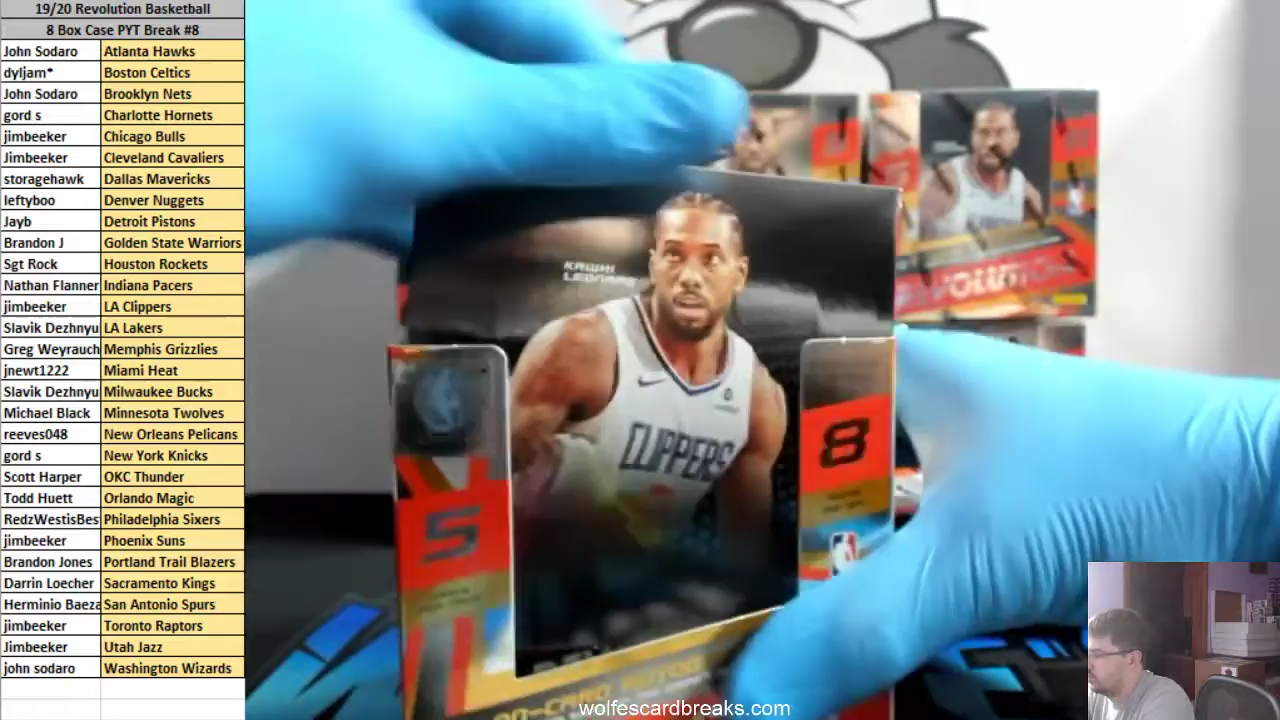 19/20 Revolution Basketball
8 Box Case PYT Break #8
John Sodaro Atlanta Hawks
dyljam* Boston Celtics
John Sodaro Brooklyn Nets
gord s Charlotte Hornets
jimbeeker Chicago Bulls
Jimbeeker Cleveland Cavaliers
storagehawk Dallas Mavericks
leftyboo Denver Nuggets
Jayb Detroit Pistons
Brandon J Golden State Warriors
Sgt Rock Houston Rockets
Nathan Flanner Indiana Pacers
jimbeeker LA Clippers
Slavik Dezhnyu LA Lakers
Greg Weyrauch Memphis Grizzlies
jnewt1222 Miami Heat
Slavik Dezhnyu Milwaukee Bucks
Michael Black Minnesota Twolves
reeves048 New Orleans Pelicans
gord s New York Knicks
Scott Harper OKC Thunder
Todd Huett Orlando Magic
RedzWestisBes Philadelphia Sixers
jimbeeker Phoenix Suns
Brandon Jones Portland Trail Blazers
Darrin Loecher Sacramento Kings
Herminio Baeza San Antonio Spurs
jimbeeker Toronto Raptors
Jimbeeker Utah Jazz
john sodaro Washington Wizards
KAWHI
LEONARD
CLIPPERS
8
5
REVOLUTION
wolfescardbreaks.com